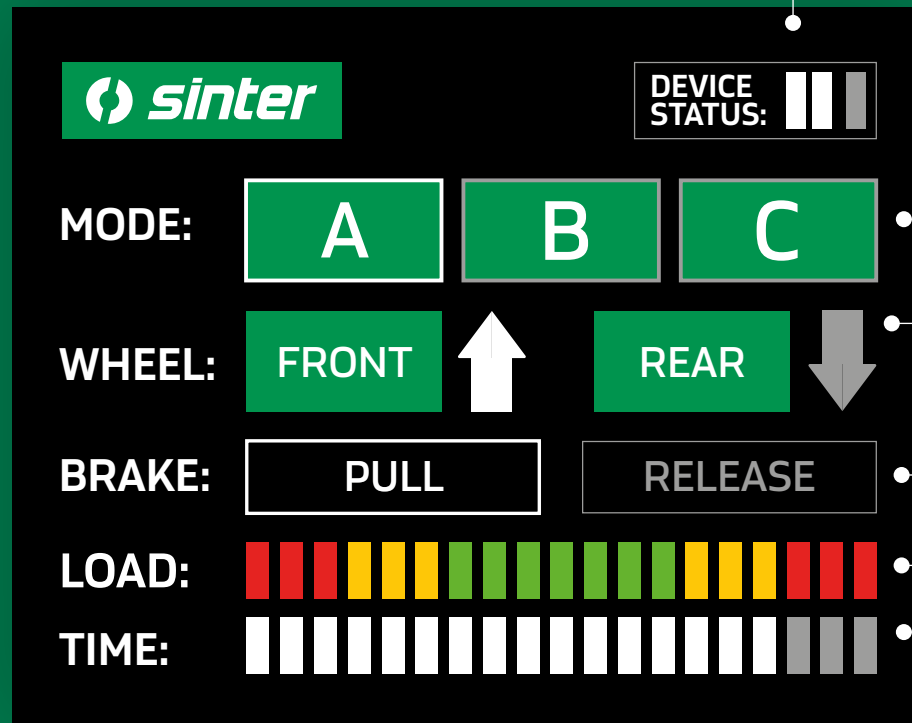 sinter
DEVICE
STATUS:
MODE: A B C
WHEEL: FRONT REAR
BRAKE: PULL RELEASE
LOAD:
TIME: